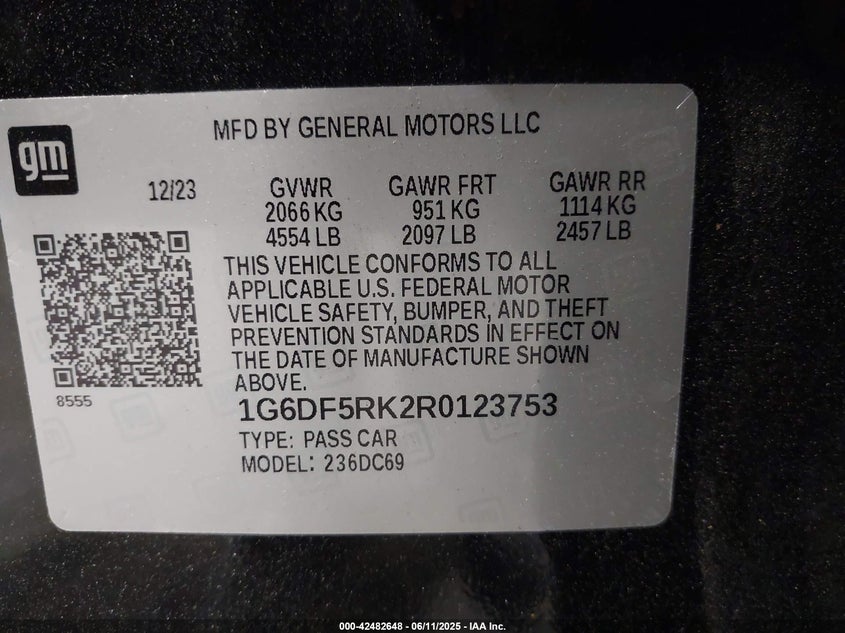 gm
MFD BY GENERAL MOTORS LLC
12/23 GVWR GAWR FRT GAWR RR
2066 KG 951 KG 1114 KG
4554 LB 2097 LB 2457 LB
THIS VEHICLE CONFORMS TO ALL
APPLICABLE U.S. FEDERAL MOTOR
VEHICLE SAFETY, BUMPER, AND THEFT
PREVENTION STANDARDS IN EFFECT ON
THE DATE OF MANUFACTURE SHOWN
ABOVE.
8555
1G6DF5RK2R0123753
TYPE: PASS CAR
MODEL: 236DC69
000-42482648 - 06/11/2025 - IAA Inc.